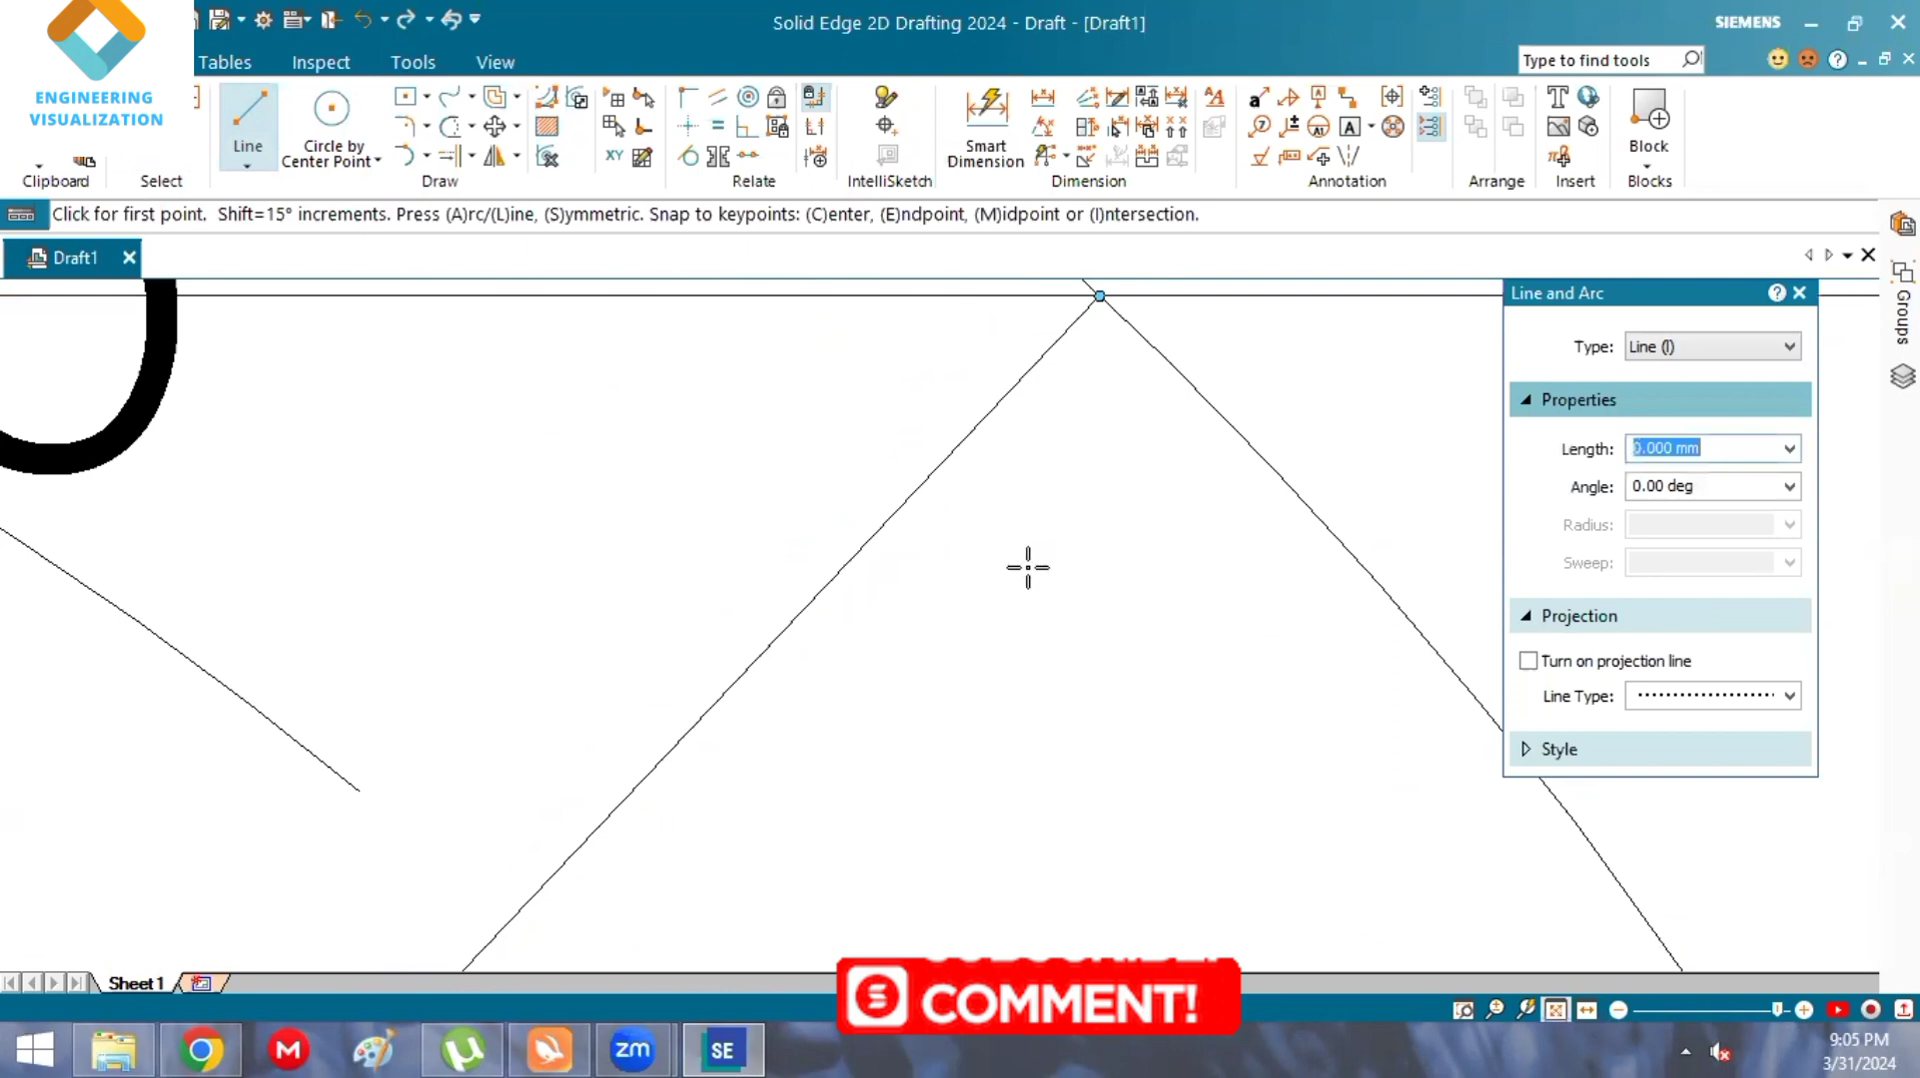 Solid Edge 2D Drafting 2024 - Draft - [Draft1]
SIEMENS
ENGINEERING
VISUALIZATION
Tables
Inspect
Tools
View
Type to find tools
Line
Circle by
Center Point
XY
Smart
Dimension
Block
Clipboard
Select
Draw
Relate
IntelliSketch
Dimension
Annotation
Arrange
Insert
Blocks
Click for first point. Shift=15° increments. Press (A)rc/(L)ine, (S)ymmetric. Snap to keypoints: (C)enter, (E)ndpoint, (M)idpoint or (I)ntersection.
Draft1
Groups
Line and Arc
Type: Line (l)
Properties
Length: 0.000 mm
Angle: 0.00 deg
Radius:
Sweep:
Projection
Turn on projection line
Line Type:
Style
Sheet1
COMMENT!
zm
SE
9:05 PM
3/31/2024